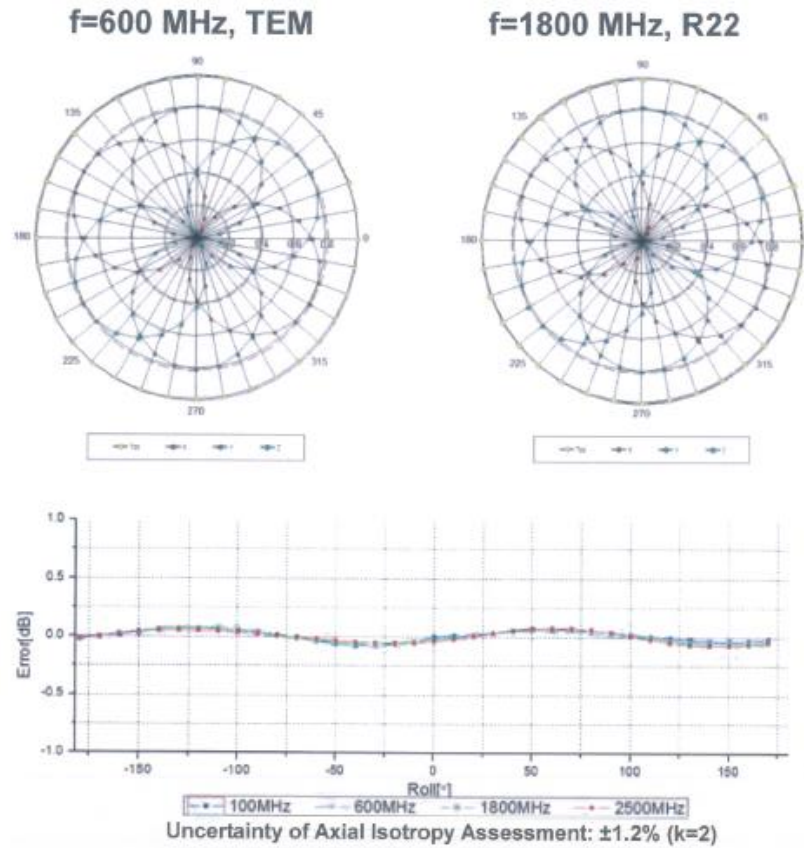 f=600 MHz, TEM
f=1800 MHz, R22
90
135
45
180
0
225
315
270
90
135
45
180
225
315
270
Tot X Y Z
Tot X Y Z
1.0
0.5
0.0
-0.5
-1.0
Error[dB]
-150 -100 -50 0 50 100 150
Roll[°]
100MHz 600MHz 1800MHz 2500MHz
Uncertainty of Axial Isotropy Assessment: ±1.2% (k=2)